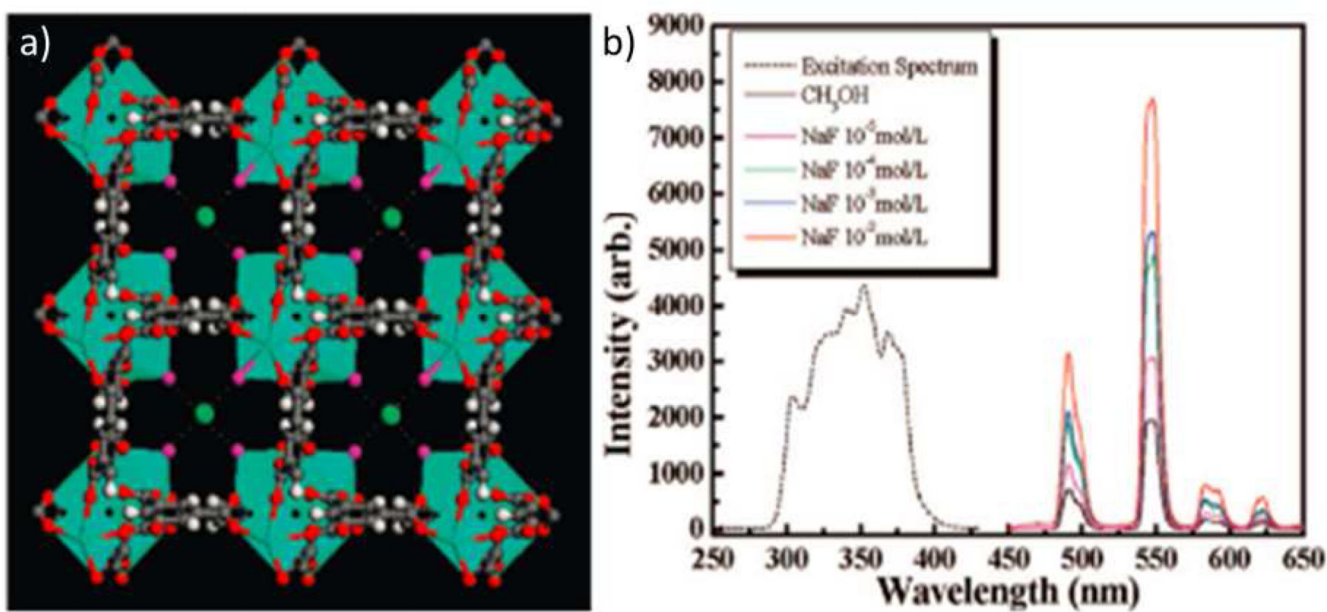 a)
b)
9000
8000
7000
6000
5000
4000
3000
2000
1000
0
Intensity (arb.)
Excitation Spectrum
CH₃OH
NaF 10⁻⁵mol/L
NaF 10⁻⁴mol/L
NaF 10⁻³mol/L
NaF 10⁻²mol/L
250 300 350 400 450 500 550 600 650
Wavelength (nm)